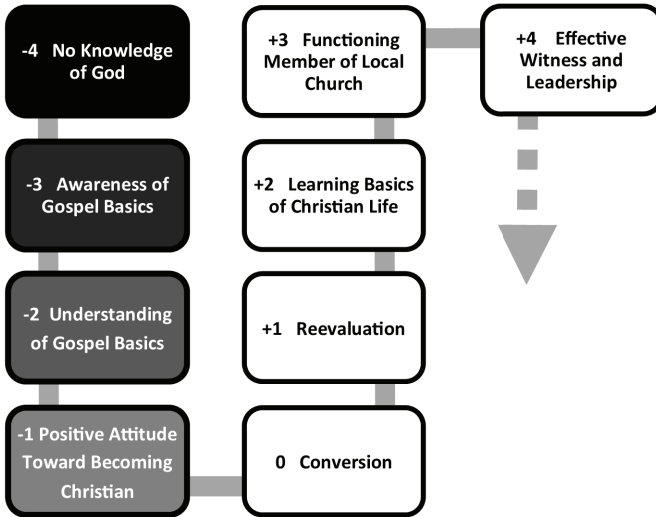 -4 No Knowledge
of God
-3 Awareness of
Gospel Basics
-2 Understanding
of Gospel Basics
-1 Positive Attitude
Toward Becoming
Christian
0 Conversion
+1 Reevaluation
+2 Learning Basics
of Christian Life
+3 Functioning
Member of Local
Church
+4 Effective
Witness and
Leadership